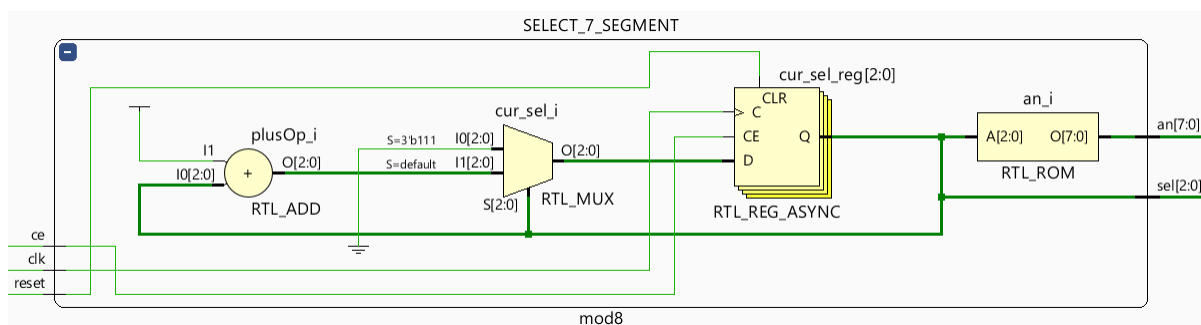 SELECT_7_SEGMENT
cur_sel_reg[2:0]
CLR
C
CE
Q
D
RTL_REG_ASYNC
cur_sel_i
S=3'b111
I0[2:0]
S=default
I1[2:0]
O[2:0]
S[2:0]
RTL_MUX
plusOp_i
I1
I0[2:0]
+
O[2:0]
RTL_ADD
an_i
A[2:0]
O[7:0]
RTL_ROM
an[7:0]
sel[2:0]
ce
clk
reset
mod8